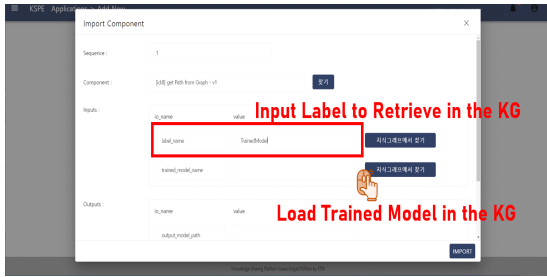 KSPE Applications > Add New
Import Component
X
Sequence :
1
Component :
[id8] get Path from Graph - v1
찾기
Inputs :
io_name value
Input Label to Retrieve in the KG
label_name
TrainedModel
지식그래프에서 찾기
trained_model_name
지식그래프에서 찾기
Load Trained Model in the KG
Outputs :
io_name value
output_model_path
IMPORT